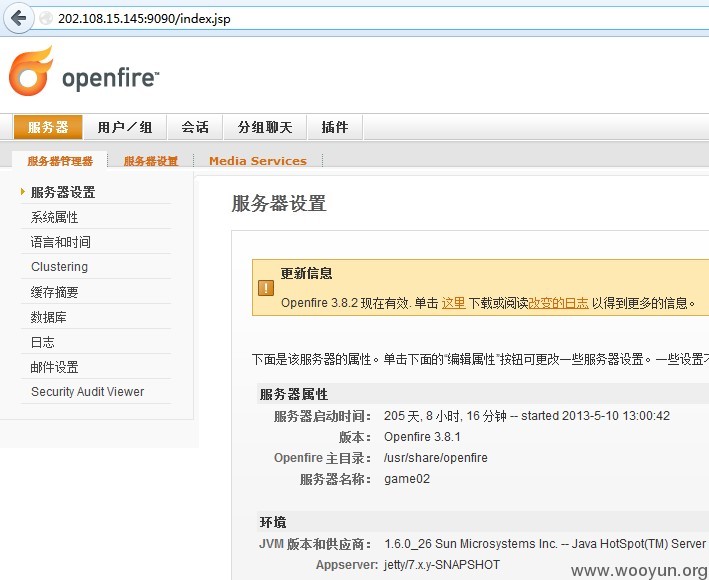 202.108.15.145:9090/index.jsp
openfire™
服务器 用户／组 会话 分组聊天 插件
服务器管理器 服务器设置 Media Services
服务器设置
系统属性
语言和时间
Clustering
缓存摘要
数据库
日志
邮件设置
Security Audit Viewer
服务器设置
更新信息
Openfire 3.8.2 现在有效. 单击 这里 下载或阅读改变的日志 以得到更多的信息。
下面是该服务器的属性。单击下面的“编辑属性”按钮可更改一些服务器设置。一些设置
服务器属性
服务器启动时间： 205 天, 8 小时, 16 分钟 -- started 2013-5-10 13:00:42
版本： Openfire 3.8.1
Openfire 主目录： /usr/share/openfire
服务器名称： game02
环境
JVM 版本和供应商： 1.6.0_26 Sun Microsystems Inc. -- Java HotSpot(TM) Server
Appserver: jetty/7.x.y-SNAPSHOT
www.wooyun.org